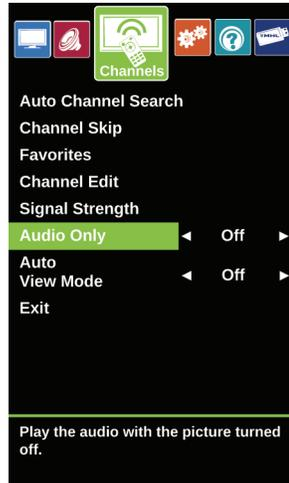 Channels
Auto Channel Search
Channel Skip
Favorites
Channel Edit
Signal Strength
Audio Only ◄ Off ►
Auto
View Mode ◄ Off ►
Exit
Play the audio with the picture turned
off.